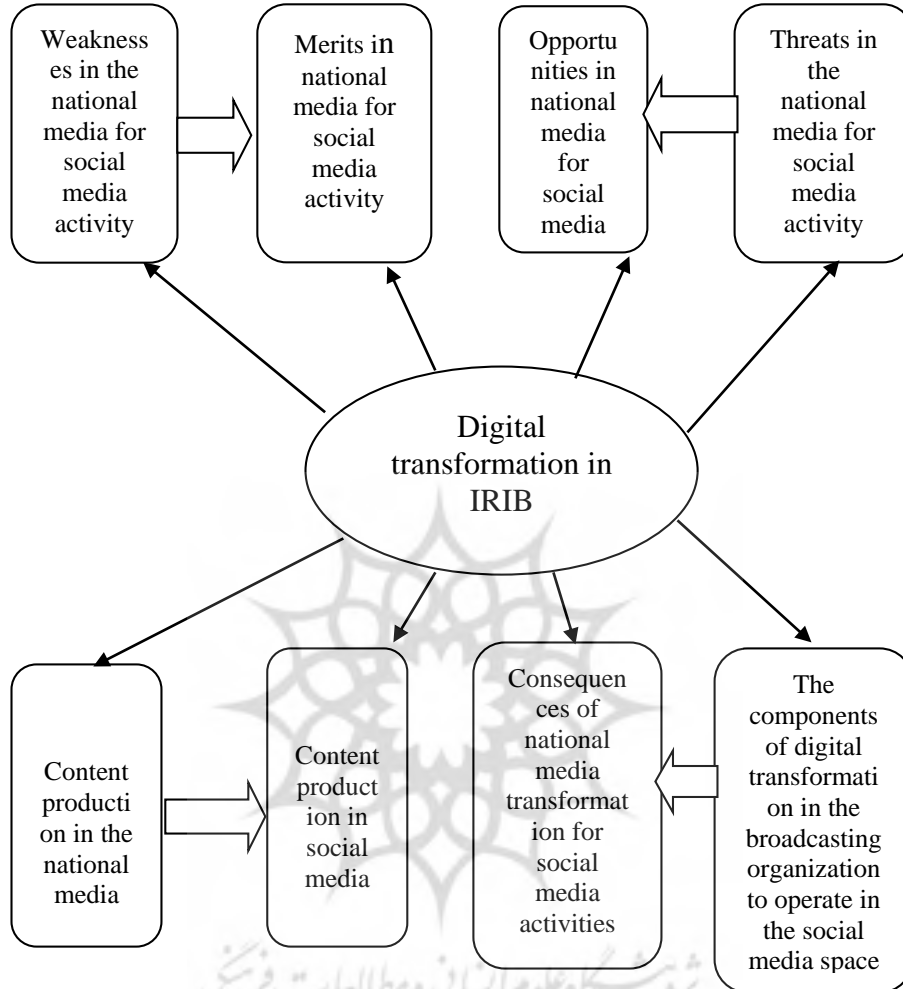 Weakness
es in the
national
media for
social
media
activity
Merits in
national
media for
social
media
activity
Opportu
nities in
national
media
for
social
media
Threats in
the
national
media for
social
media
activity
Digital
transformation in
IRIB
Content
producti
on in the
national
media
Content
product
ion in
social
media
Consequen
ces of
national
media
transformat
ion for
social
media
activities
The
components
of digital
transformati
on in the
broadcasting
organization
to operate in
the social
media space